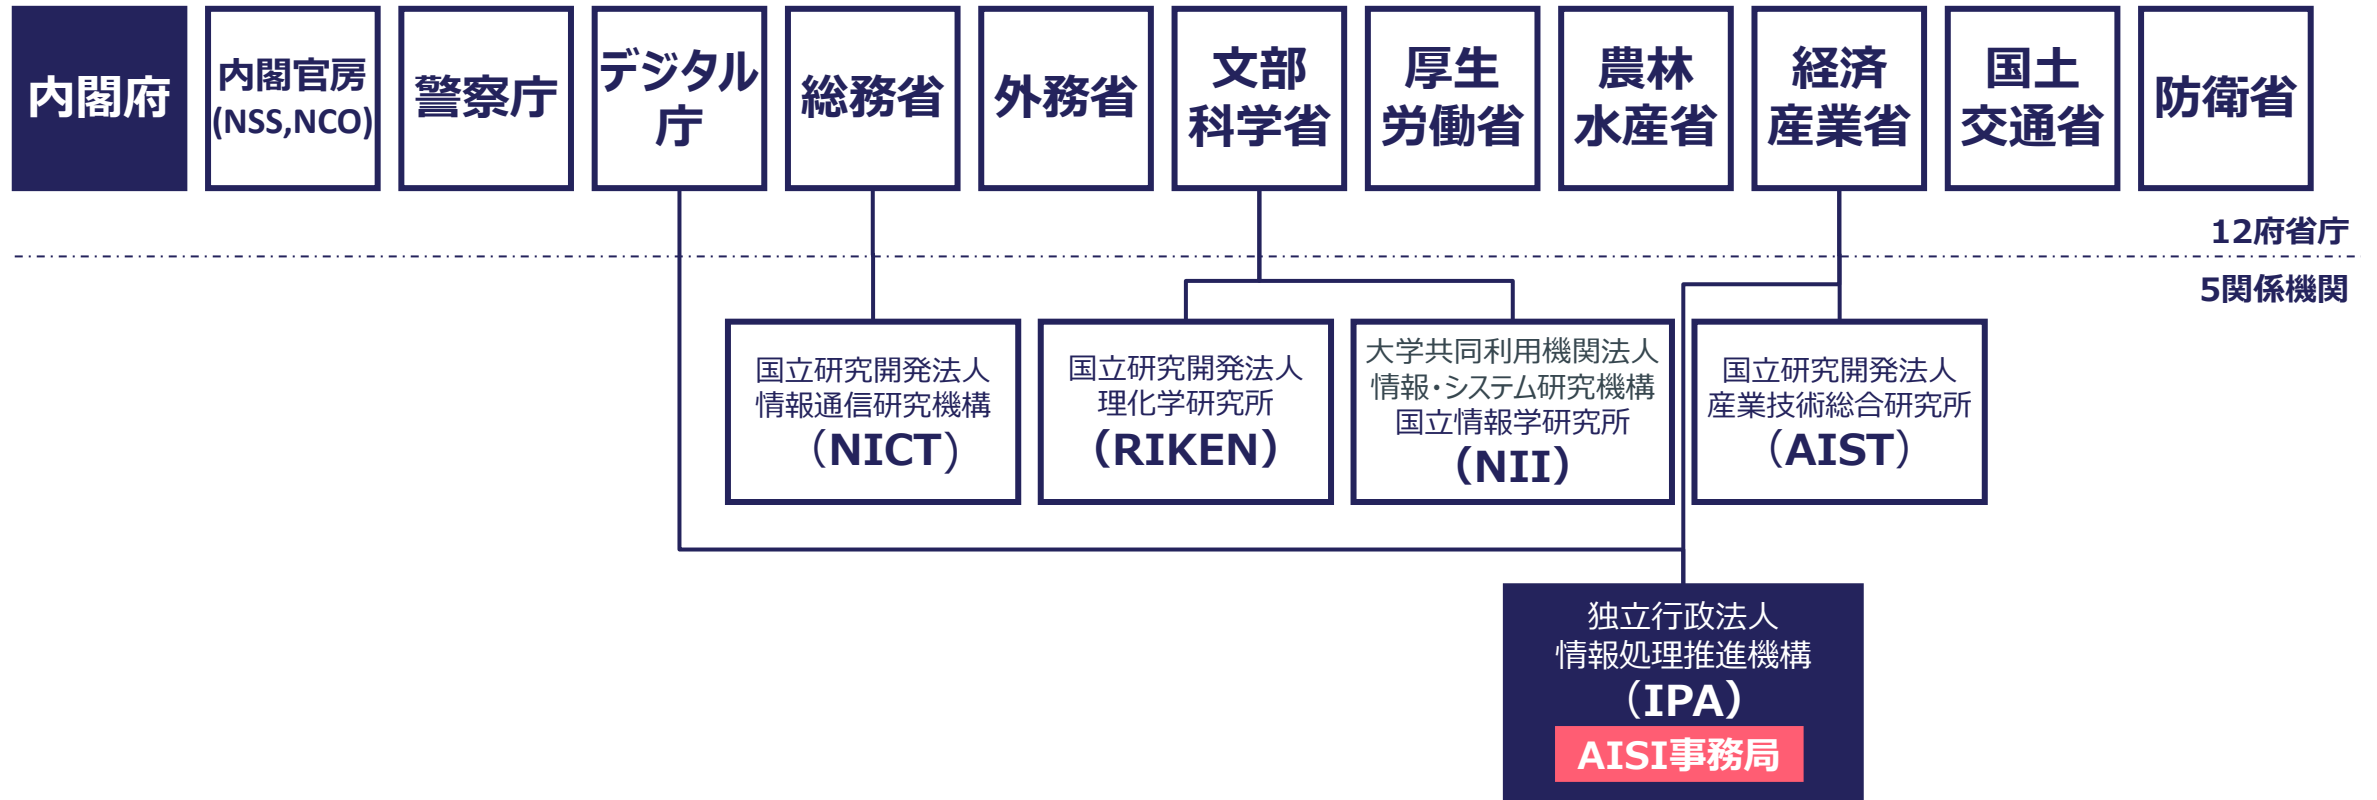 内閣府
内閣官房
(NSS,NCO)
警察庁
デジタル
庁
総務省
外務省
文部
科学省
厚生
労働省
農林
水産省
経済
産業省
国土
交通省
防衛省
12府省庁
5関係機関
国立研究開発法人
情報通信研究機構
（NICT）
国立研究開発法人
理化学研究所
（RIKEN）
大学共同利用機関法人
情報・システム研究機構
国立情報学研究所
（NII）
国立研究開発法人
産業技術総合研究所
（AIST）
独立行政法人
情報処理推進機構
（IPA）
AISI事務局